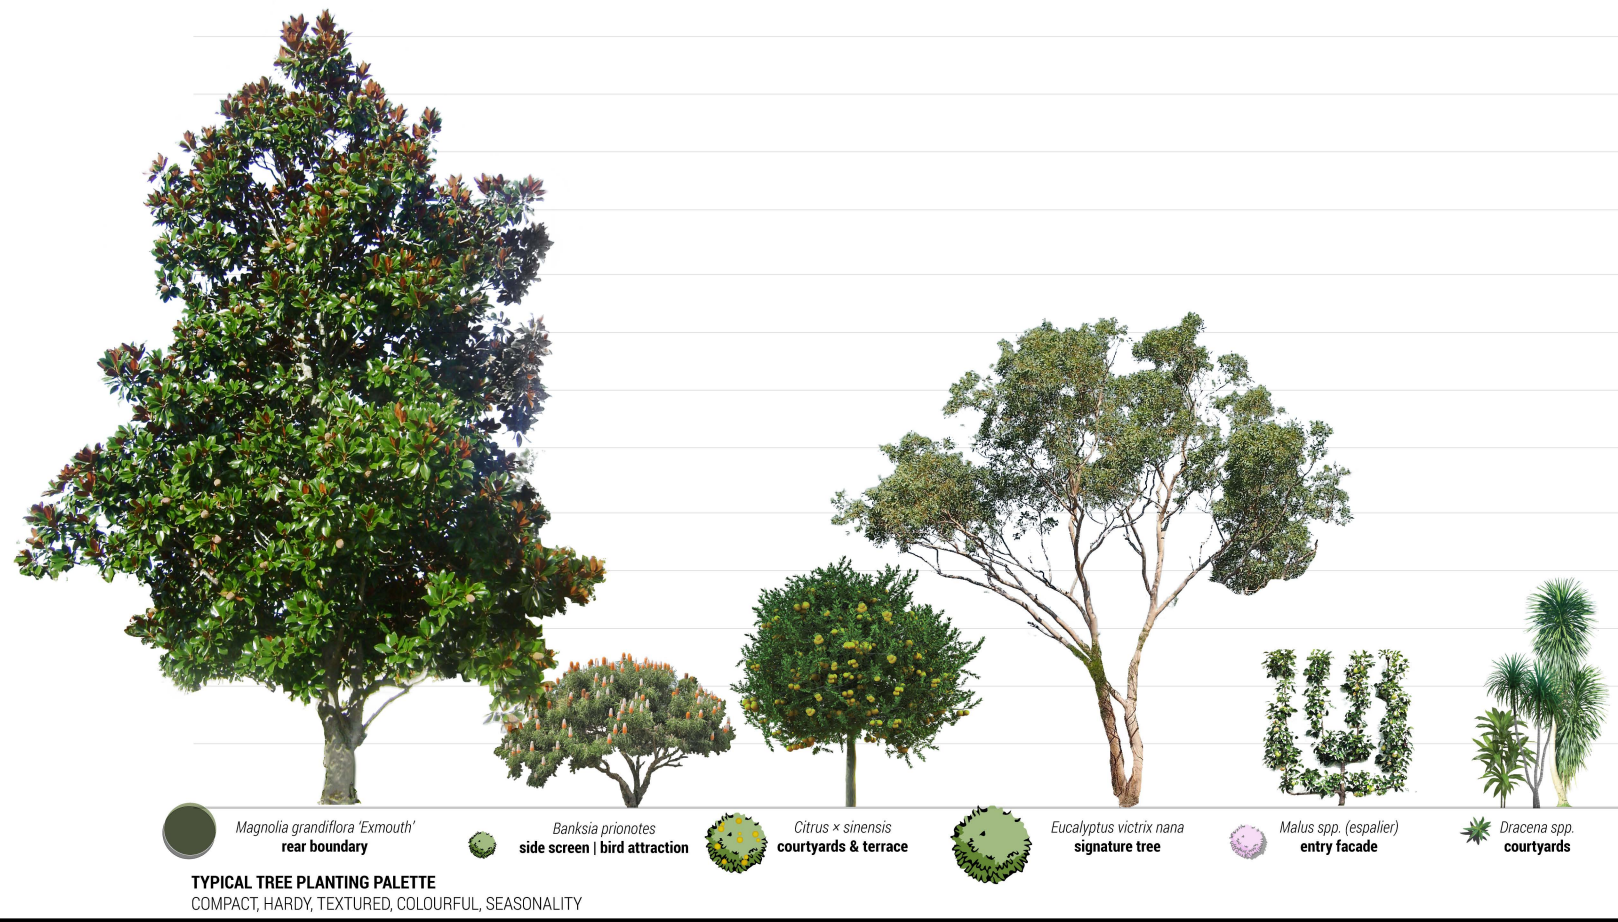 Magnolia grandiflora ‘Exmouth’
rear boundary
Banksia prionotes
side screen | bird attraction
Citrus × sinensis
courtyards & terrace
Eucalyptus victrix nana
signature tree
Malus spp. (espalier)
entry facade
Dracena spp.
courtyards
TYPICAL TREE PLANTING PALETTE
COMPACT, HARDY, TEXTURED, COLOURFUL, SEASONALITY